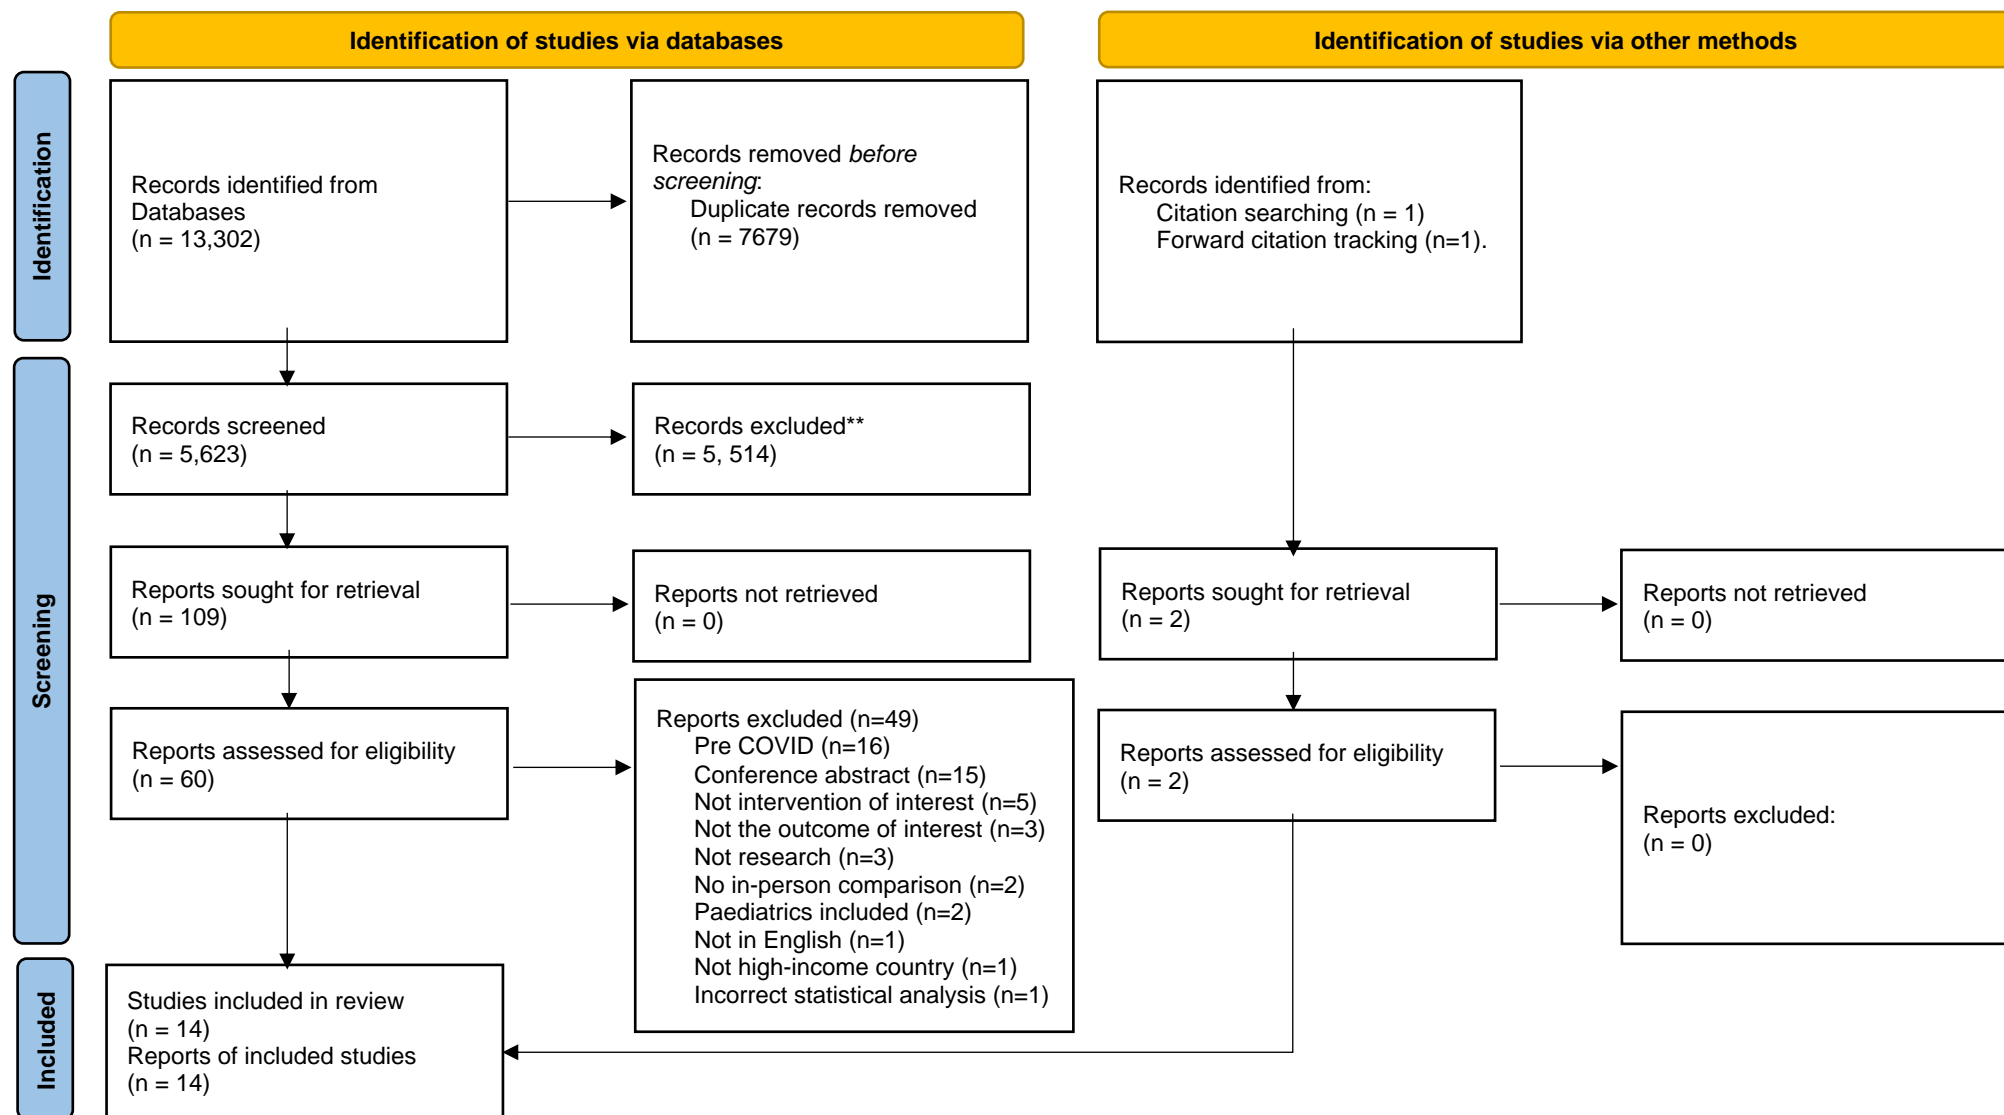 Identification of studies via databases
Identification of studies via other methods
Identification
Records identified from
Databases
(n = 13,302)
Records removed before
screening:
Duplicate records removed
(n = 7679)
Records identified from:
Citation searching (n = 1)
Forward citation tracking (n=1).
Screening
Records screened
(n = 5,623)
Records excluded**
(n = 5, 514)
Reports sought for retrieval
(n = 109)
Reports not retrieved
(n = 0)
Reports sought for retrieval
(n = 2)
Reports not retrieved
(n = 0)
Reports assessed for eligibility
(n = 60)
Reports excluded (n=49)
Pre COVID (n=16)
Conference abstract (n=15)
Not intervention of interest (n=5)
Not the outcome of interest (n=3)
Not research (n=3)
No in-person comparison (n=2)
Paediatrics included (n=2)
Not in English (n=1)
Not high-income country (n=1)
Incorrect statistical analysis (n=1)
Reports assessed for eligibility
(n = 2)
Reports excluded:
(n = 0)
Included
Studies included in review
(n = 14)
Reports of included studies
(n = 14)